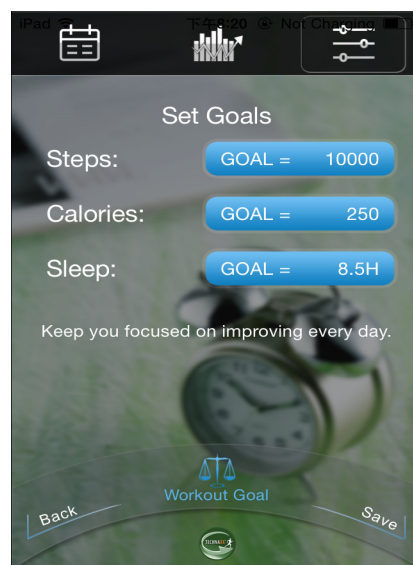 iPad 下午8:20 Not Charging
Set Goals
Steps: GOAL = 10000
Calories: GOAL = 250
Sleep: GOAL = 8.5H
Keep you focused on improving every day.
Workout Goal
Back Save